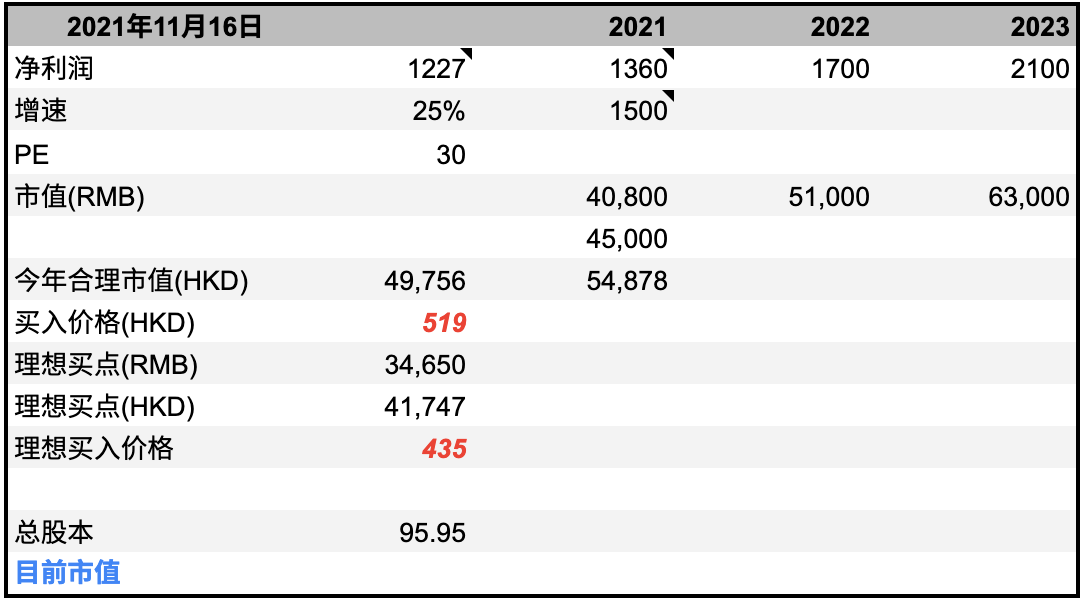 2021年11月16日 2021 2022 2023
净利润 1227 1360 1700 2100
增速 25% 1500
PE 30
市值(RMB) 40,800 51,000 63,000
45,000
今年合理市值(HKD) 49,756 54,878
买入价格(HKD) 519
理想买点(RMB) 34,650
理想买点(HKD) 41,747
理想买入价格 435
总股本 95.95
目前市值